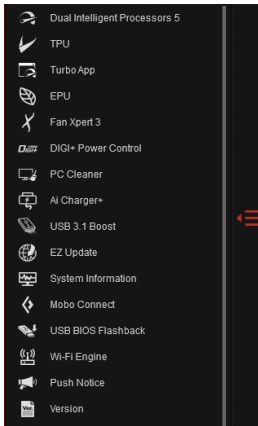 Dual Intelligent Processors 5
TPU
Turbo App
EPU
Fan Xpert 3
DIGI+ Power Control
PC Cleaner
Ai Charger+
USB 3.1 Boost
EZ Update
System Information
Mobo Connect
USB BIOS Flashback
Wi-Fi Engine
Push Notice
Ver. Version